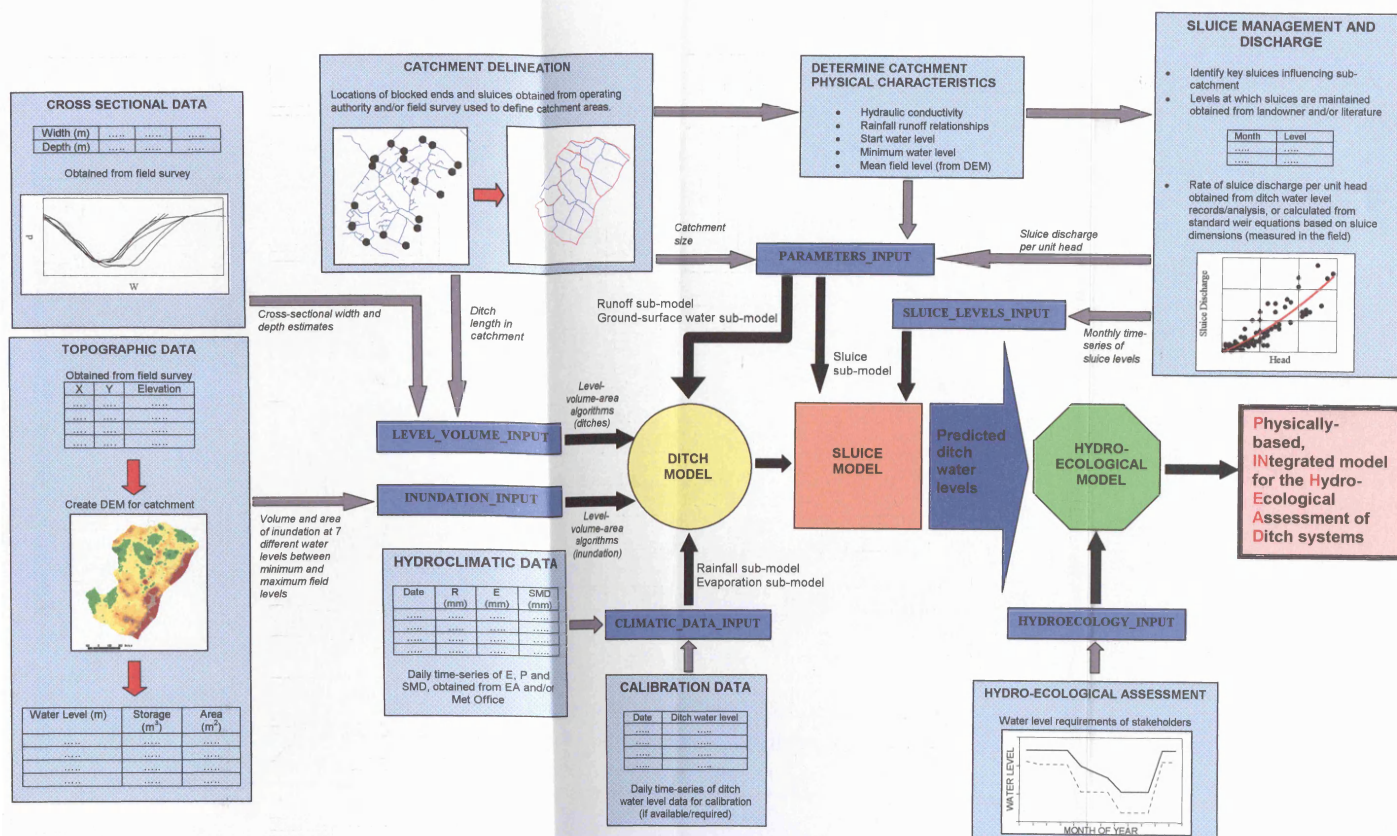 CROSS SECTIONAL DATA
Width (m) ..... ..... .....
Depth (m) ..... ..... .....
Obtained from field survey
d
W
TOPOGRAPHIC DATA
Obtained from field survey
X Y Elevation
.... .... .....
.... .... .....
.... .... .....
.... .... .....
Create DEM for catchment
Water Level (m) Storage (m³) Area (m²)
..... ..... .....
..... ..... .....
..... ..... .....
..... ..... .....
CATCHMENT DELINEATION
Locations of blocked ends and sluices obtained from operating
authority and/or field survey used to define catchment areas.
DETERMINE CATCHMENT
PHYSICAL CHARACTERISTICS
• Hydraulic conductivity
• Rainfall runoff relationships
• Start water level
• Minimum water level
• Mean field level (from DEM)
SLUICE MANAGEMENT AND
DISCHARGE
• Identify key sluices influencing sub-
catchment
• Levels at which sluices are maintained
obtained from landowner and/or literature
Month Level
..... .....
..... .....
• Rate of sluice discharge per unit head
obtained from ditch water level
records/analysis, or calculated from
standard weir equations based on sluice
dimensions (measured in the field)
Sluice Discharge
Head
Catchment
size
Sluice discharge
per unit head
PARAMETERS_INPUT
Cross-sectional width and
depth estimates
Ditch
length in
catchment
Runoff sub-model
Ground-surface water sub-model
Sluice
sub-model
SLUICE_LEVELS_INPUT
Monthly time-
series of
sluice levels
LEVEL_VOLUME_INPUT
Level-
volume-area
algorithms
(ditches)
INUNDATION_INPUT
Level-
volume-area
algorithms
(inundation)
Volume and area
of inundation at 7
different water
levels between
minimum and
maximum field
levels
DITCH
MODEL
SLUICE
MODEL
Predicted
ditch
water
levels
HYDRO-
ECOLOGICAL
MODEL
Physically-
based,
INtegrated model
for the Hydro-
Ecological
Assessment of
Ditch systems
HYDROCLIMATIC DATA
Date R (mm) E (mm) SMD (mm)
..... ..... ..... .....
..... ..... ..... .....
..... ..... ..... .....
..... ..... ..... .....
Daily time-series of E, P and
SMD, obtained from EA and/or
Met Office
Rainfall sub-model
Evaporation sub-model
CLIMATIC_DATA_INPUT
CALIBRATION DATA
Date Ditch water level
..... .....
..... .....
..... .....
..... .....
Daily time-series of ditch
water level data for calibration
(if available/required)
HYDROECOLOGY_INPUT
HYDRO-ECOLOGICAL ASSESSMENT
Water level requirements of stakeholders
WATER LEVEL
MONTH OF YEAR